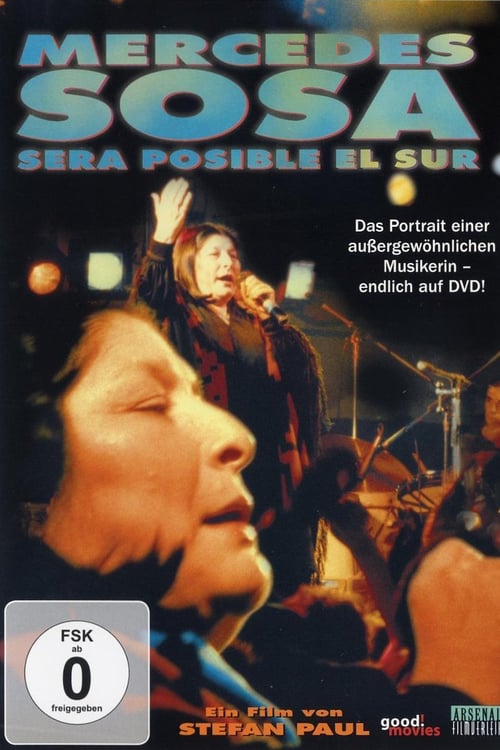 MERCEDES
SOSA
SERA POSIBLE EL SUR
Das Portrait einer
außergewöhnlichen
Musikerin –
endlich auf DVD!
FSK
ab
0
freigegeben
Ein Film von
STEFAN PAUL
good!
movies
ARSENAL
FILMVERLEIH